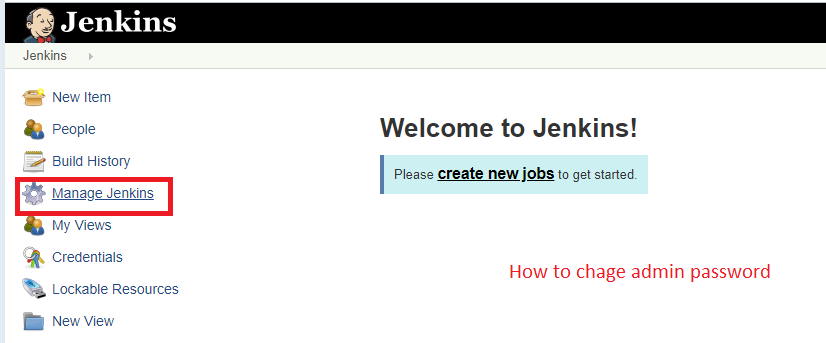 Jenkins
Jenkins
New Item
People
Build History
Manage Jenkins
My Views
Credentials
Lockable Resources
New View
Welcome to Jenkins!
Please create new jobs to get started.
How to chage admin password